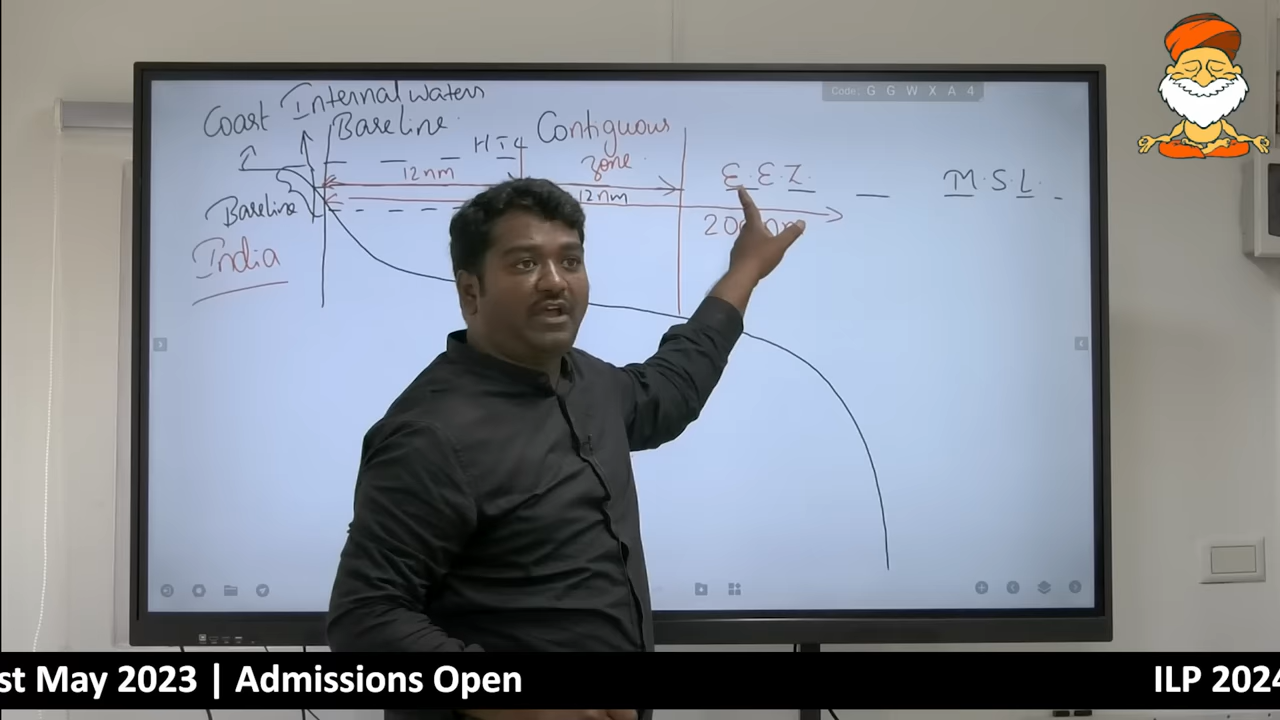 Code: G G W X A 4
Coast Internal waters
Baseline.
HTL
Contiguous
zone.
12nm
12nm
E.E.Z.
M.S.L.
Baseline
India
st May 2023 | Admissions Open
ILP 2024